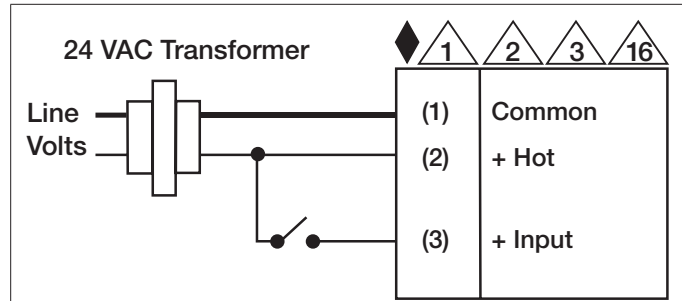 24 VAC Transformer
1 2 3 16
Line
Volts
(1) Common
(2) + Hot
(3) + Input